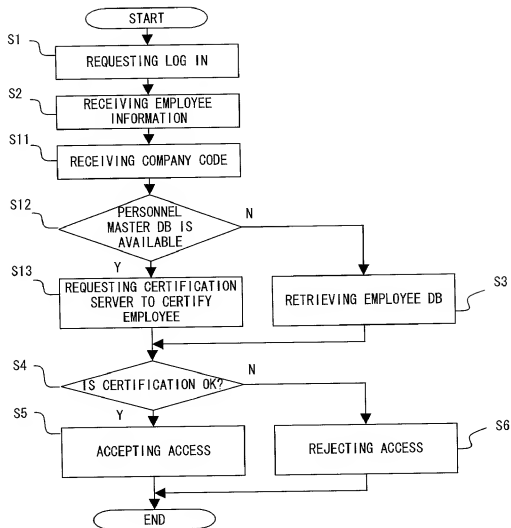 START
S1
REQUESTING LOG IN
S2
RECEIVING EMPLOYEE
INFORMATION
S11
RECEIVING COMPANY CODE
S12
PERSONNEL
MASTER DB IS
AVAILABLE
N
Y
S13
REQUESTING CERTIFICATION
SERVER TO CERTIFY
EMPLOYEE
RETRIEVING EMPLOYEE DB
S3
S4
IS CERTIFICATION OK?
N
Y
S5
ACCEPTING ACCESS
REJECTING ACCESS
S6
END